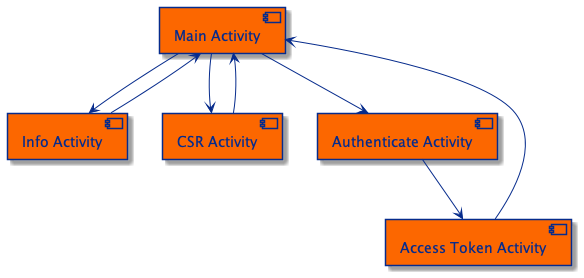 Main Activity
Info Activity
CSR Activity
Authenticate Activity
Access Token Activity